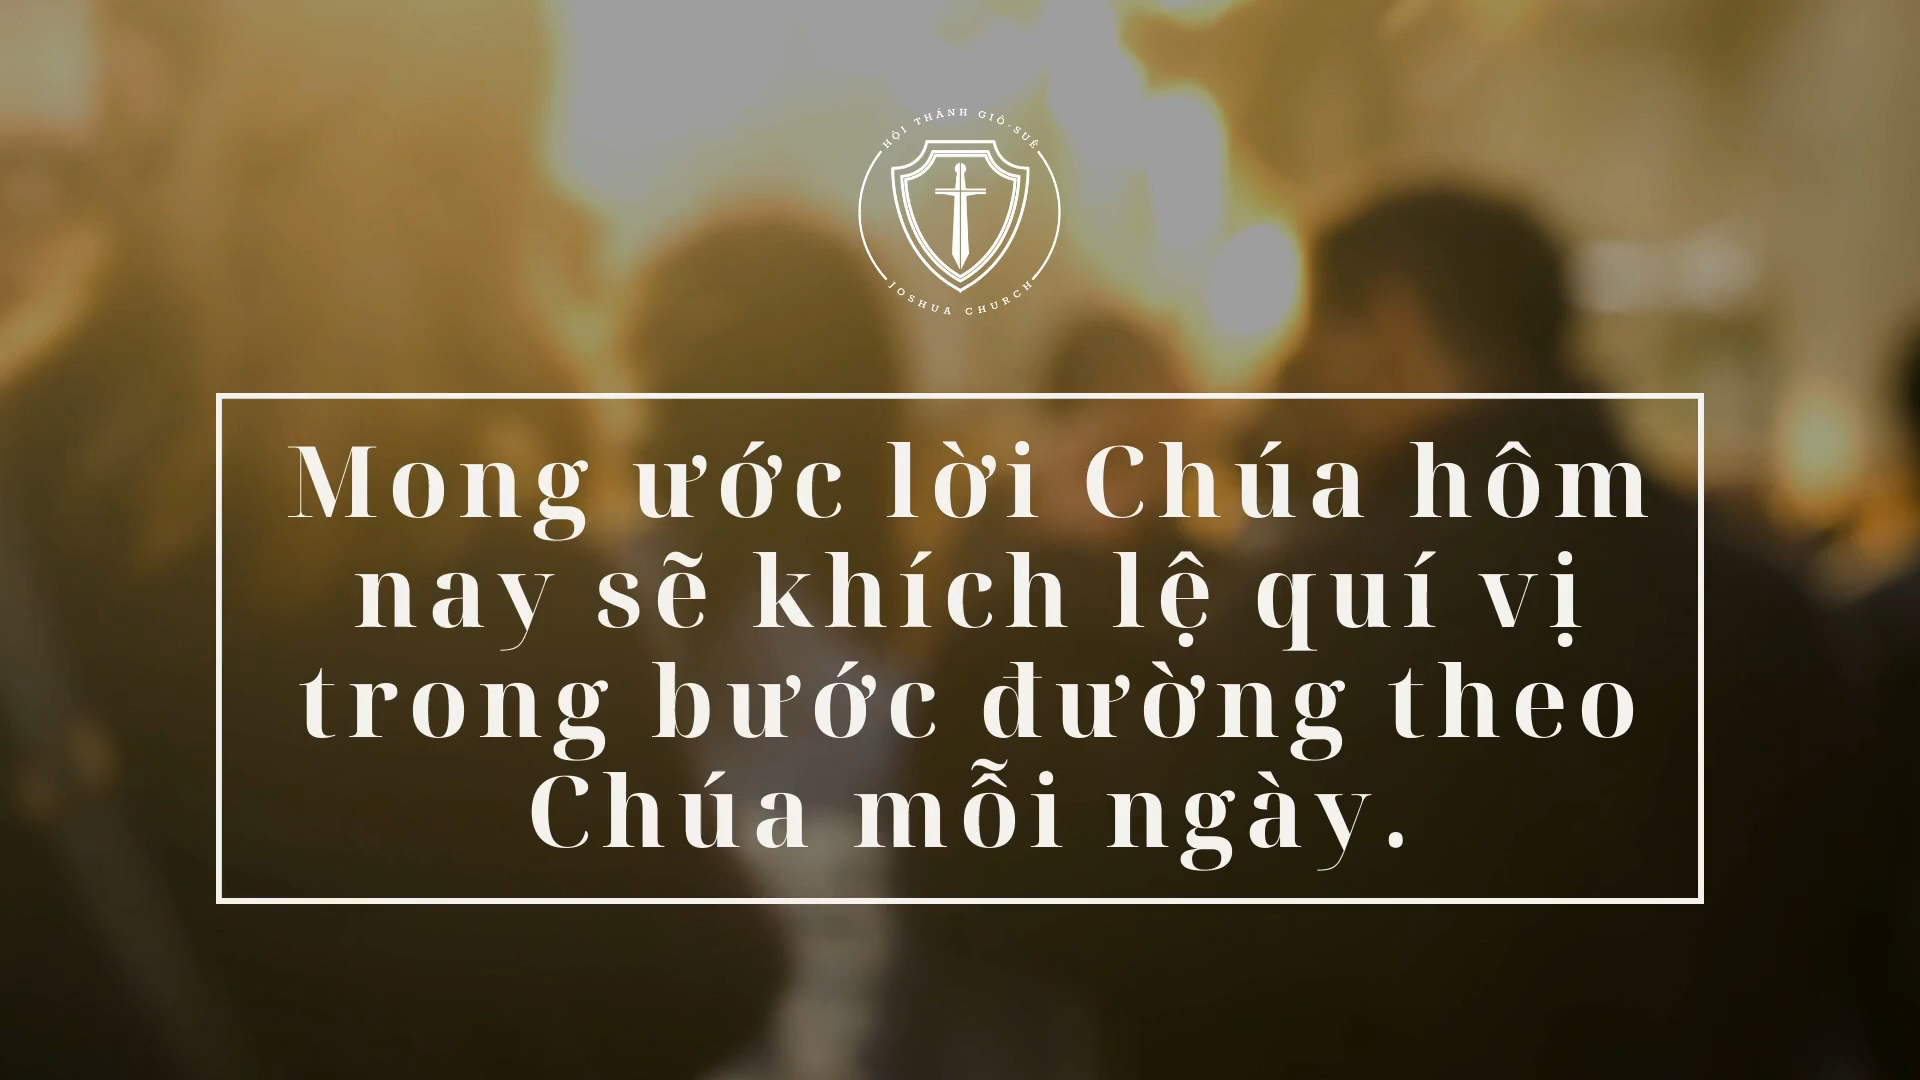 HỘI THÁNH GIÔ-SUÊ
JOSHUA CHURCH
Mong ước lời Chúa hôm
nay sẽ khích lệ quí vị
trong bước đường theo
Chúa mỗi ngày.